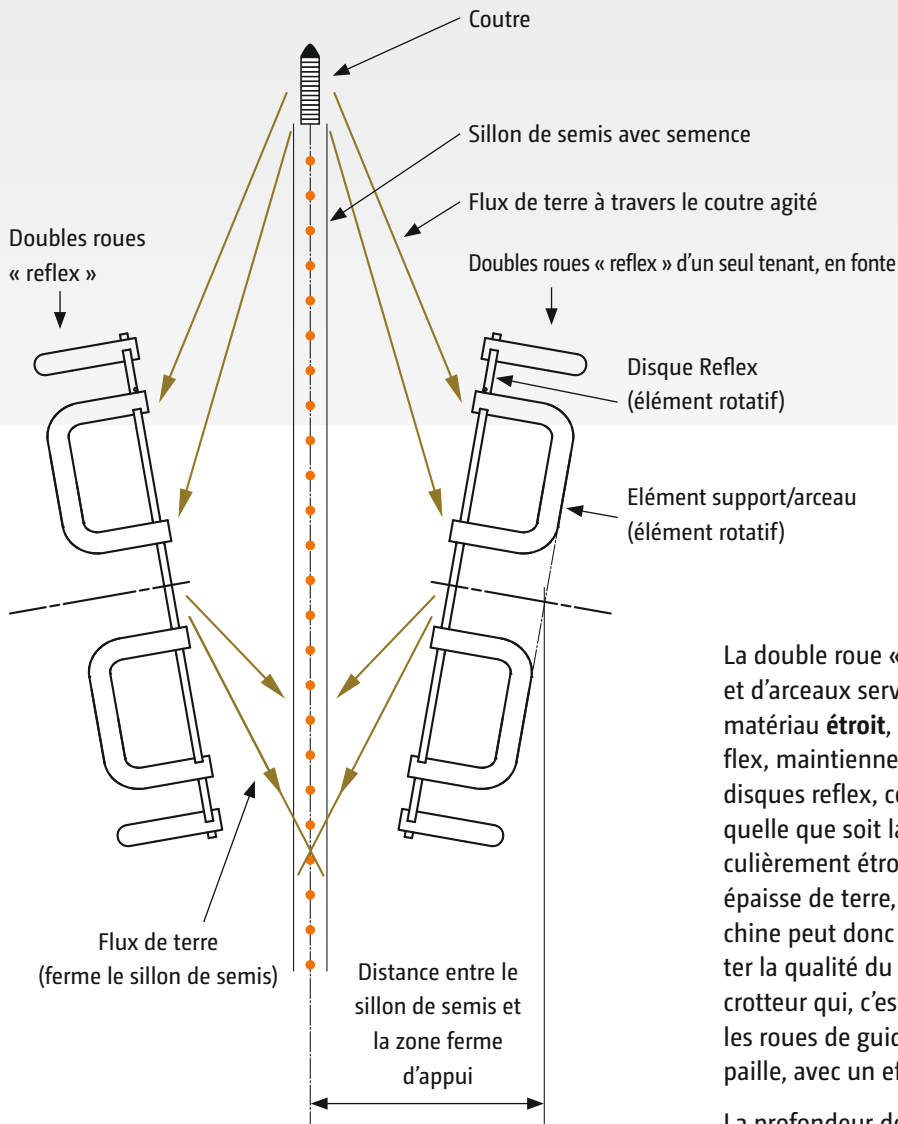 Coutre
Sillon de semis avec semence
Flux de terre à travers le coutre agité
Doubles roues
« reflex »
Doubles roues « reflex » d'un seul tenant, en fonte
Disque Reflex
(élément rotatif)
Elément support/arceau
(élément rotatif)
Flux de terre
(ferme le sillon de semis)
Distance entre le
sillon de semis et
la zone ferme
d'appui
La double roue «
et d'arceaux serv
matériau étroit,
flex, maintienne
disques reflex, c
quelle que soit la
culièrement étro
épaisse de terre,
chine peut donc
ter la qualité du
crotteur qui, c'es
les roues de guid
paille, avec un ef
La profondeur de